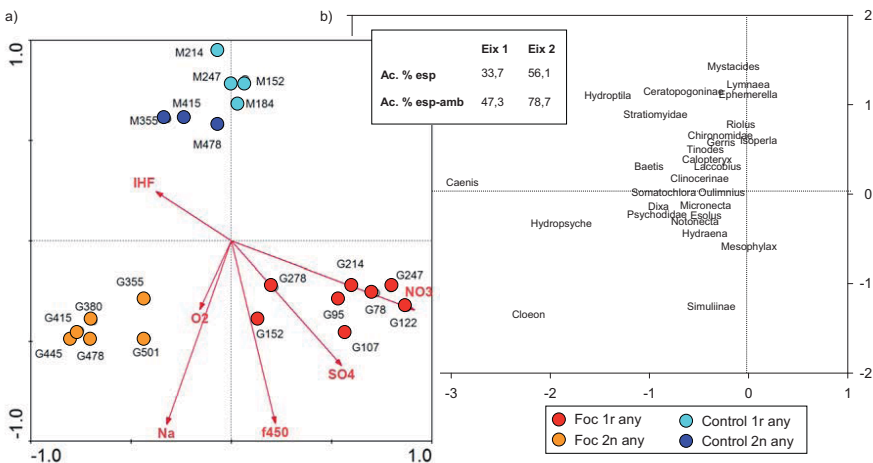 a)
b)
1.0
-1.0
-1.0
1.0
M214
M247
M152
M184
M415
M355
M478
IHF
G278
G214
G247
NO3
G95
G78
G122
G152
G107
SO4
G355
G380
G415
G445
G478
G501
O2
Na
f450
Eix 1 Eix 2
Ac. % esp 33,7 56,1
Ac. % esp-amb 47,3 78,7
2
1
0
-1
-2
-3
-2
-1
0
1
Mystacides
Lymnaea
Ceratopogoninae
Ephemerella
Hydroptila
Stratiomyidae
Riolus
Chironomidae
Isoperla
Gerris
Tinodes
Calopteryx
Baetis
Laccobius
Clinocerinae
Caenis
Somatochlora Oulimnius
Dixa
Micronecta
Psychodidae
Esolus
Notonecta
Hydropsyche
Hydraena
Mesophylax
Cloeon
Simuliinae
Foc 1r any Control 1r any
Foc 2n any Control 2n any